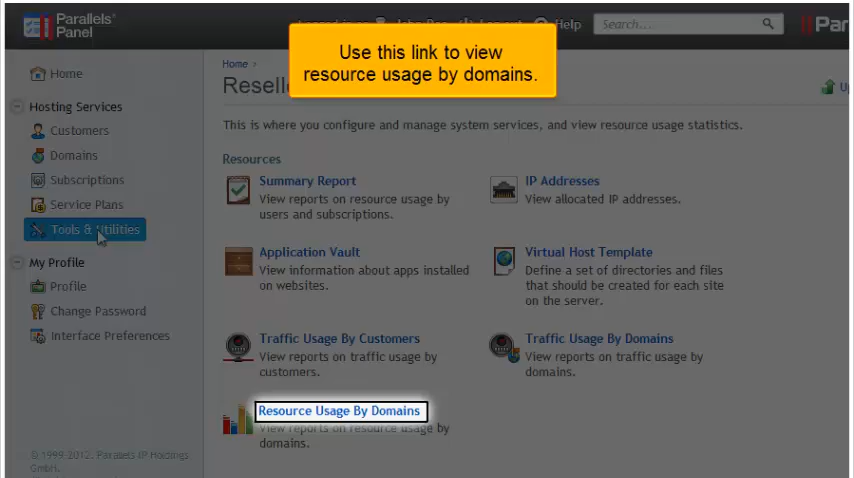 Parallels®
Panel
Help
Search...
Par
Use this link to view
resource usage by domains.
Home
Hosting Services
Customers
Domains
Subscriptions
Service Plans
Tools & Utilities
My Profile
Profile
Change Password
Interface Preferences
© 1999-2012. Parallels IP Holdings
GmbH.
Home ›
Reselle
Up
This is where you configure and manage system services, and view resource usage statistics.
Resources
Summary Report
View reports on resource usage by
users and subscriptions.
IP Addresses
View allocated IP addresses.
Application Vault
View information about apps installed
on websites.
Virtual Host Template
Define a set of directories and files
that should be created for each site
on the server.
Traffic Usage By Customers
View reports on traffic usage by
customers.
Traffic Usage By Domains
View reports on traffic usage by
domains.
Resource Usage By Domains
View reports on resource usage by
domains.